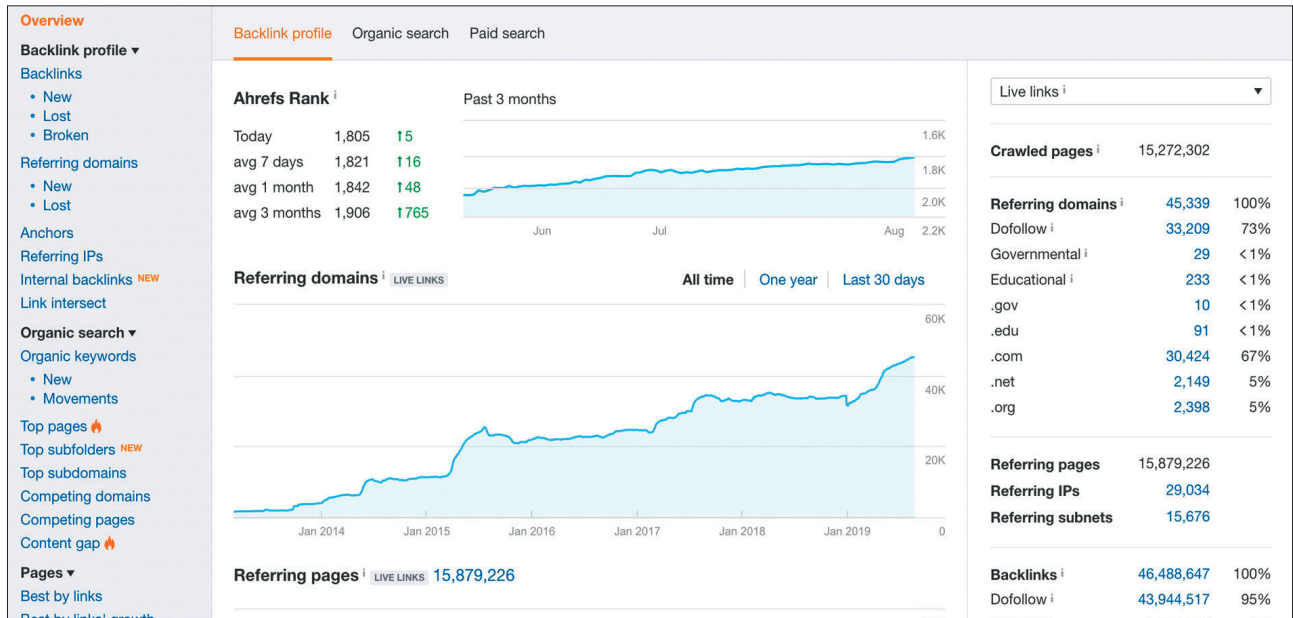 Overview
Backlink profile ▾
Backlinks
• New
• Lost
• Broken
Referring domains
• New
• Lost
Anchors
Referring IPs
Internal backlinks NEW
Link intersect
Organic search ▾
Organic keywords
• New
• Movements
Top pages
Top subfolders NEW
Top subdomains
Competing domains
Competing pages
Content gap
Pages ▾
Best by links
Best by links' growth
Backlink profile Organic search Paid search
Ahrefs Rank i
Today 1,805 ↑5
avg 7 days 1,821 ↑16
avg 1 month 1,842 ↑48
avg 3 months 1,906 ↑765
Past 3 months
1.6K
1.8K
2.0K
2.2K
Jun Jul Aug
Referring domains i LIVE LINKS All time One year Last 30 days
60K
40K
20K
0
Jan 2014 Jan 2015 Jan 2016 Jan 2017 Jan 2018 Jan 2019
Referring pages i LIVE LINKS 15,879,226
Live links i ▾
Crawled pages i 15,272,302
Referring domains i 45,339 100%
Dofollow i 33,209 73%
Governmental i 29 <1%
Educational i 233 <1%
.gov 10 <1%
.edu 91 <1%
.com 30,424 67%
.net 2,149 5%
.org 2,398 5%
Referring pages 15,879,226
Referring IPs 29,034
Referring subnets 15,676
Backlinks i 46,488,647 100%
Dofollow i 43,944,517 95%